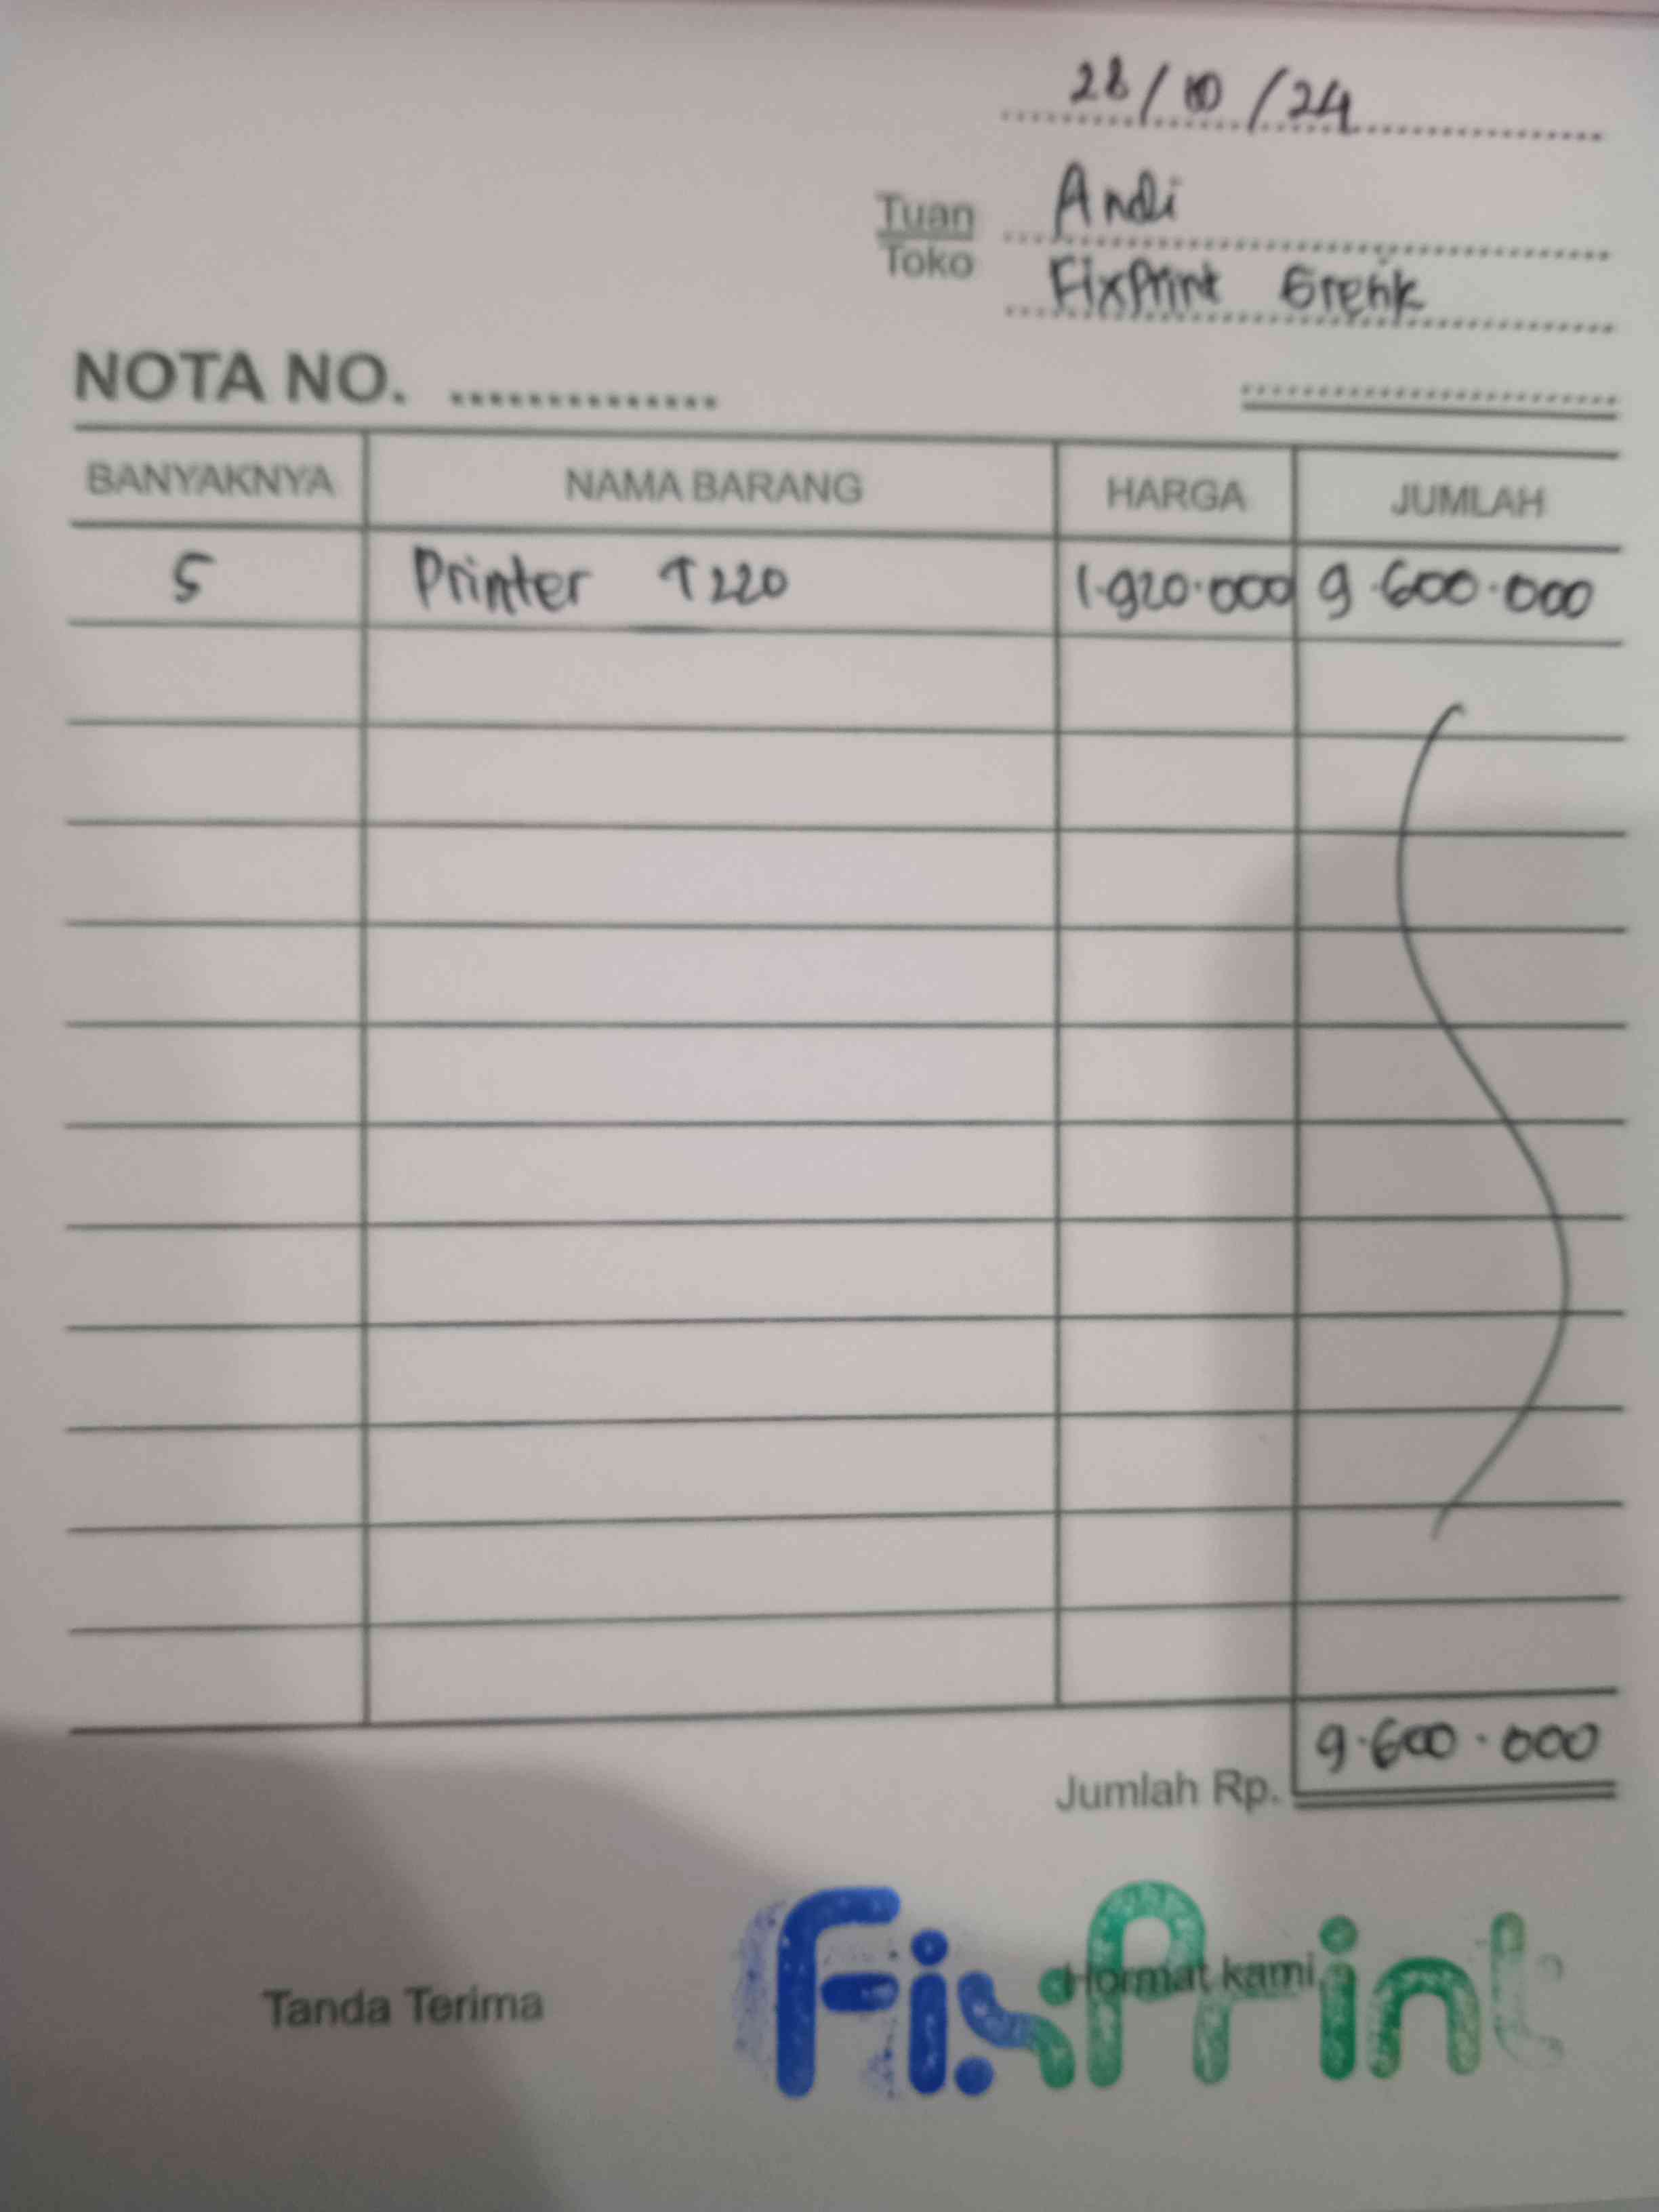 28/10/24
Tuan Andi
Toko FixPrint
NOTA NO. ..............
BANYAKNYA NAMA BARANG HARGA JUMLAH
5 Printer T220 1.920.000 9.600.000
Jumlah Rp. 9.600.000
Tanda Terima Hormat kami
FixPrint